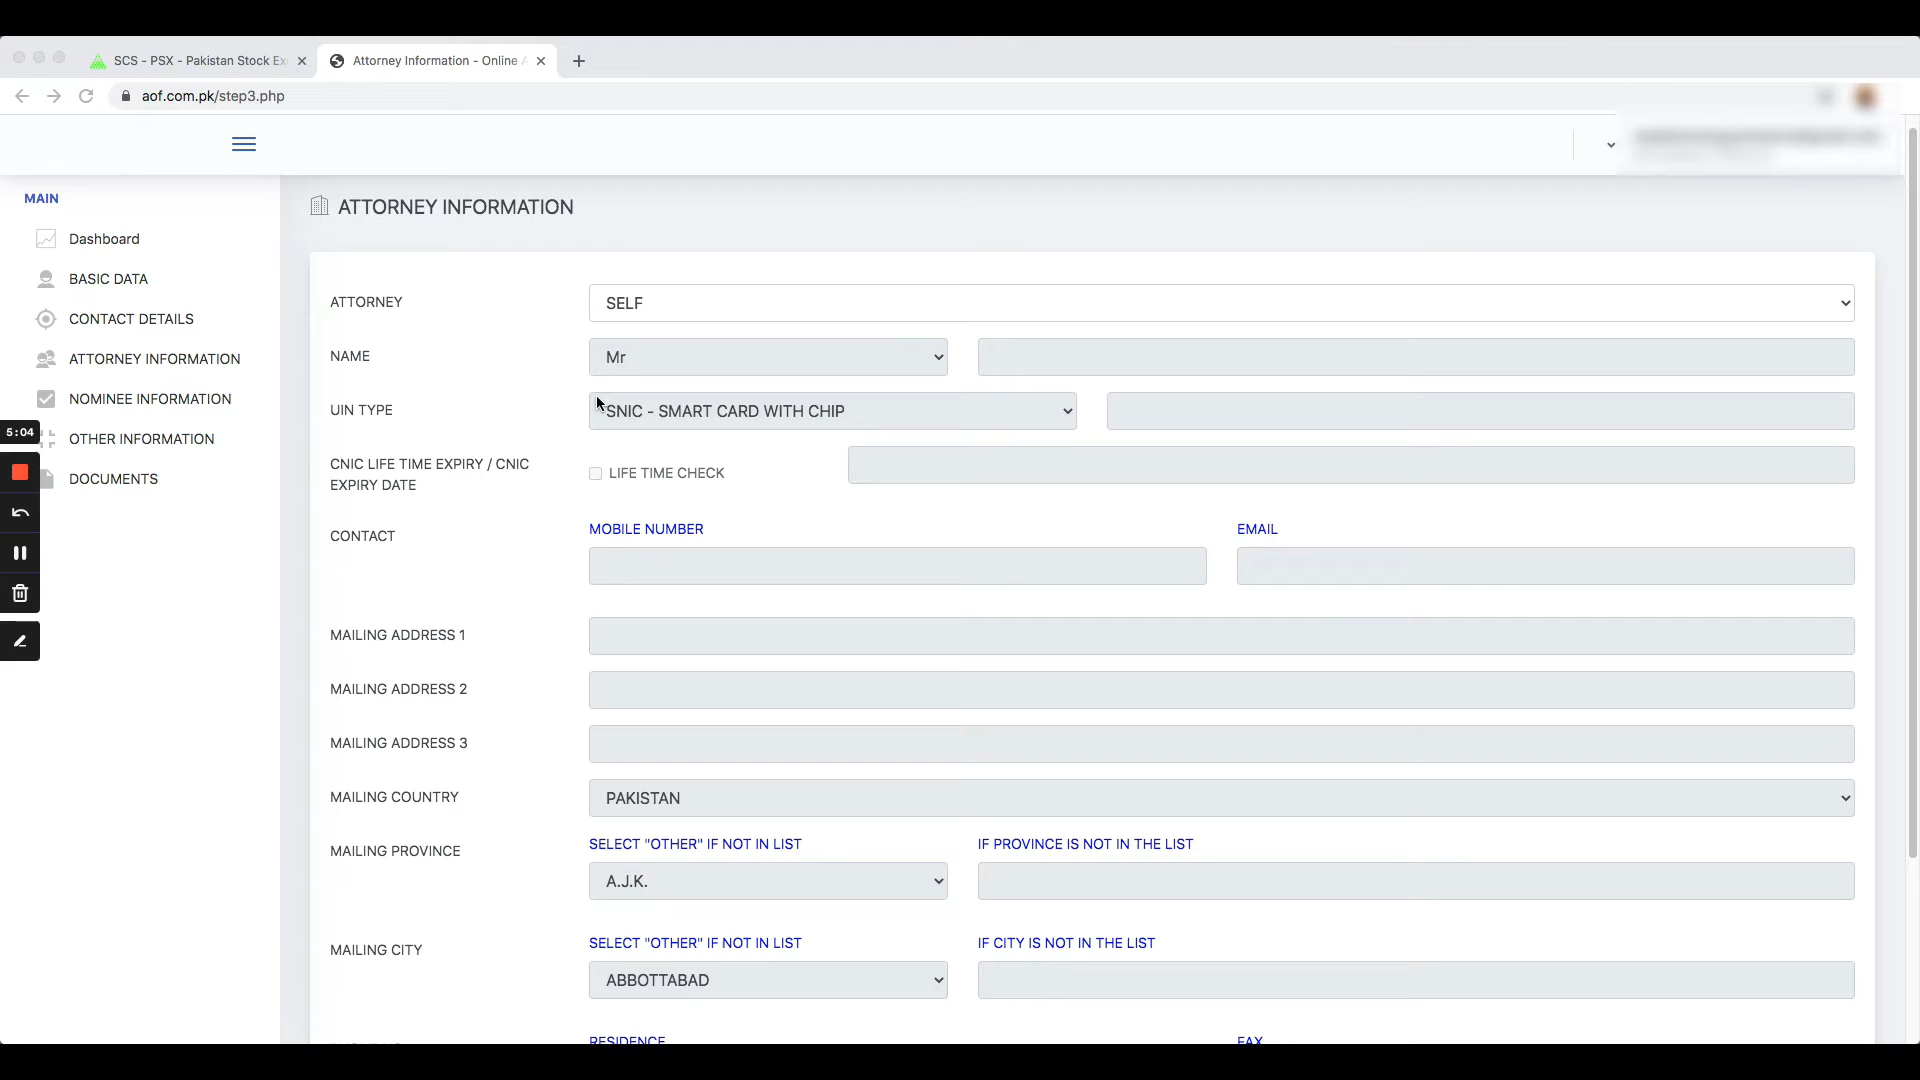 SCS - PSX - Pakistan Stock Ex
Attorney Information - Online A
aof.com.pk/step3.php
MAIN
Dashboard
BASIC DATA
CONTACT DETAILS
ATTORNEY INFORMATION
NOMINEE INFORMATION
5:04
OTHER INFORMATION
DOCUMENTS
ATTORNEY INFORMATION
ATTORNEY
SELF
NAME
Mr
UIN TYPE
SNIC - SMART CARD WITH CHIP
CNIC LIFE TIME EXPIRY / CNIC
EXPIRY DATE
LIFE TIME CHECK
CONTACT
MOBILE NUMBER
EMAIL
MAILING ADDRESS 1
MAILING ADDRESS 2
MAILING ADDRESS 3
MAILING COUNTRY
PAKISTAN
MAILING PROVINCE
SELECT "OTHER" IF NOT IN LIST
IF PROVINCE IS NOT IN THE LIST
A.J.K.
MAILING CITY
SELECT "OTHER" IF NOT IN LIST
IF CITY IS NOT IN THE LIST
ABBOTTABAD
RESIDENCE
FAX